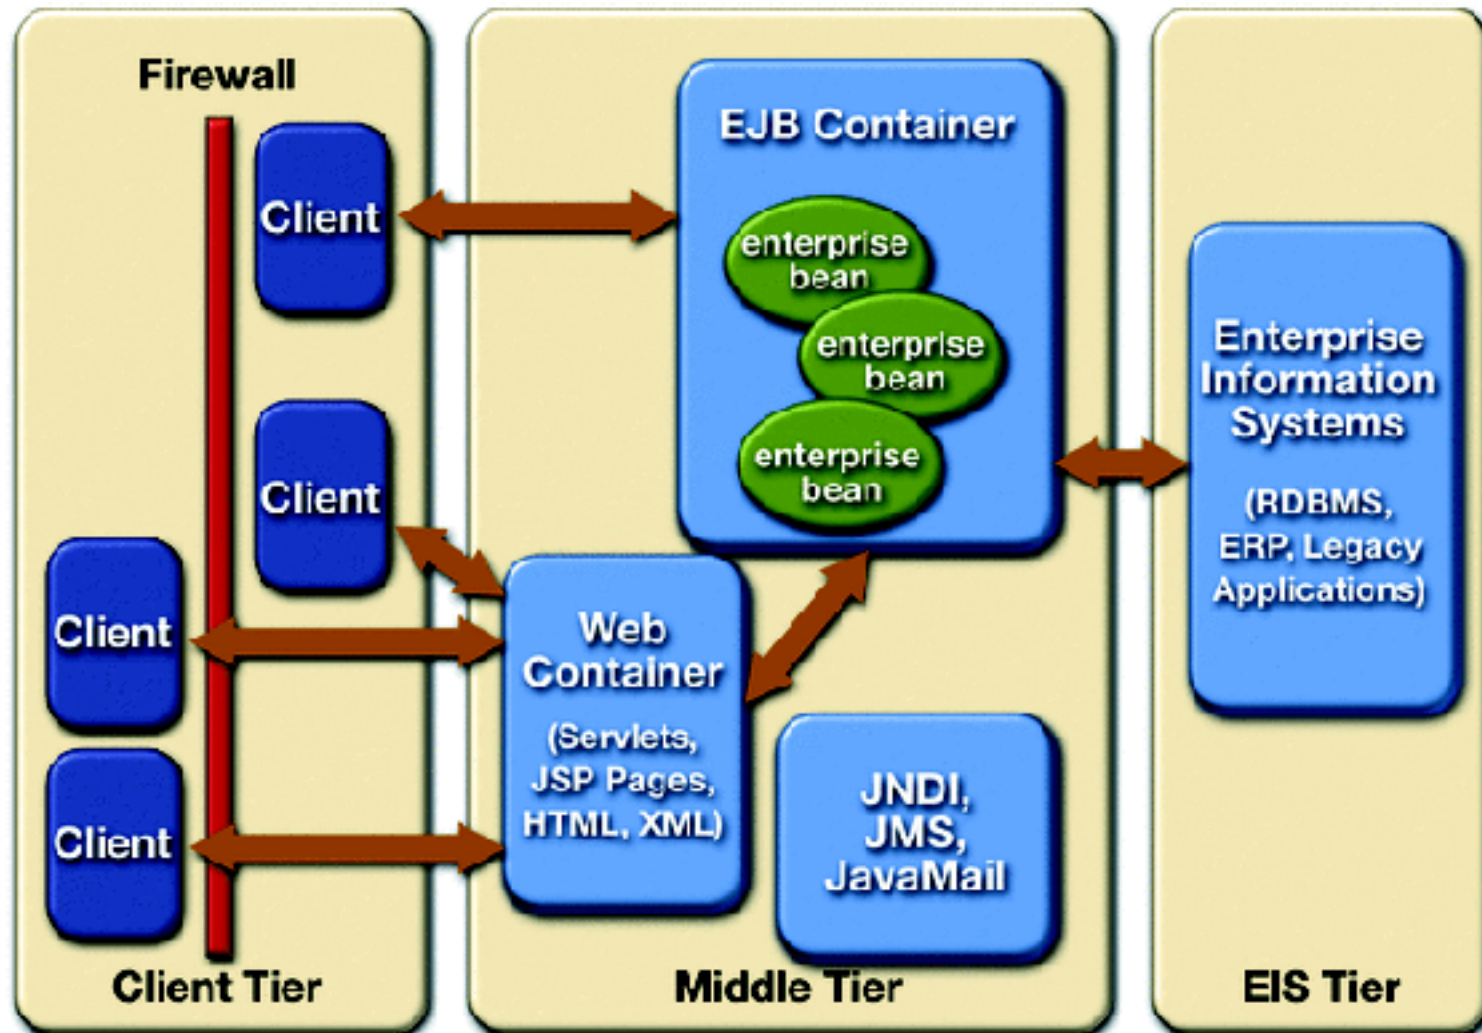 Firewall
Client
Client
Client
Client
Client Tier
EJB Container
enterprise
bean
enterprise
bean
enterprise
bean
Web
Container
(Servlets,
JSP Pages,
HTML, XML)
JNDI,
JMS,
JavaMail
Middle Tier
Enterprise
Information
Systems
(RDBMS,
ERP, Legacy
Applications)
EIS Tier